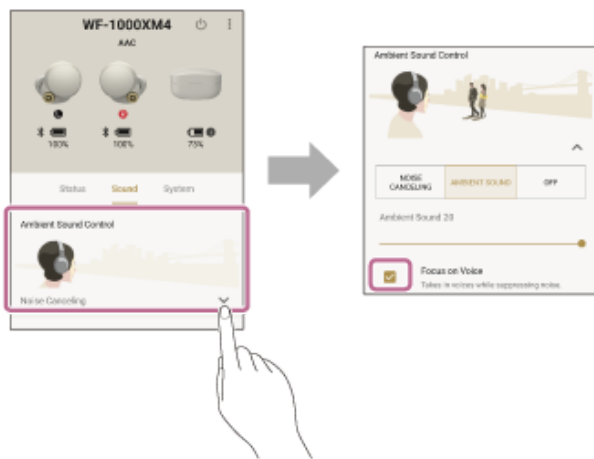 WF-1000XM4
AAC
100%
100%
75%
Status Sound System
Ambient Sound Control
Noise Canceling
Ambient Sound Control
NOISE CANCELING
AMBIENT SOUND
OFF
Ambient Sound 20
Focus on Voice
Takes in voices while suppressing noise.